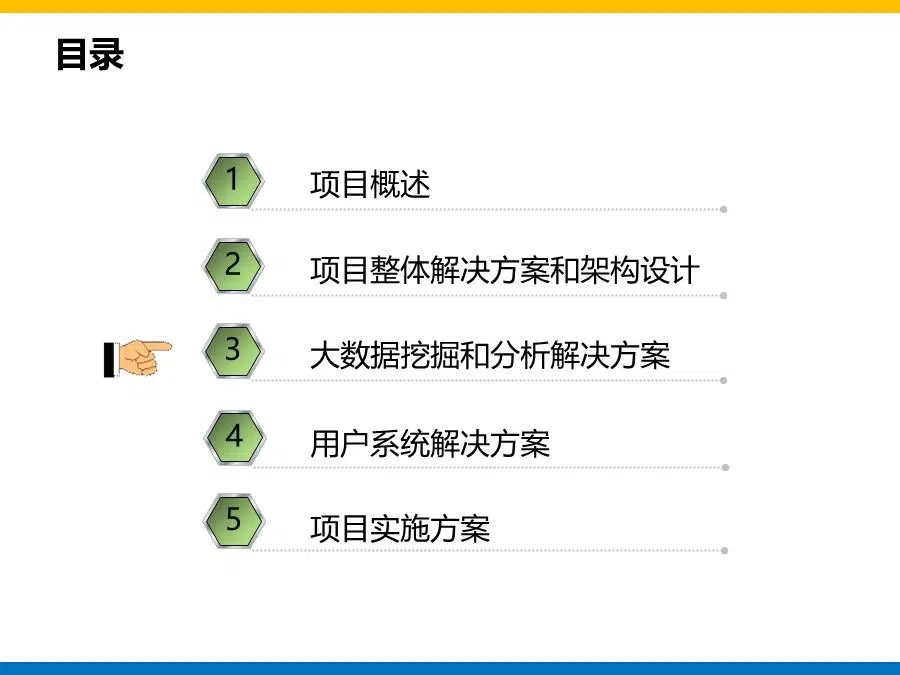 目录
1 项目概述
2 项目整体解决方案和架构设计
3 大数据挖掘和分析解决方案
4 用户系统解决方案
5 项目实施方案